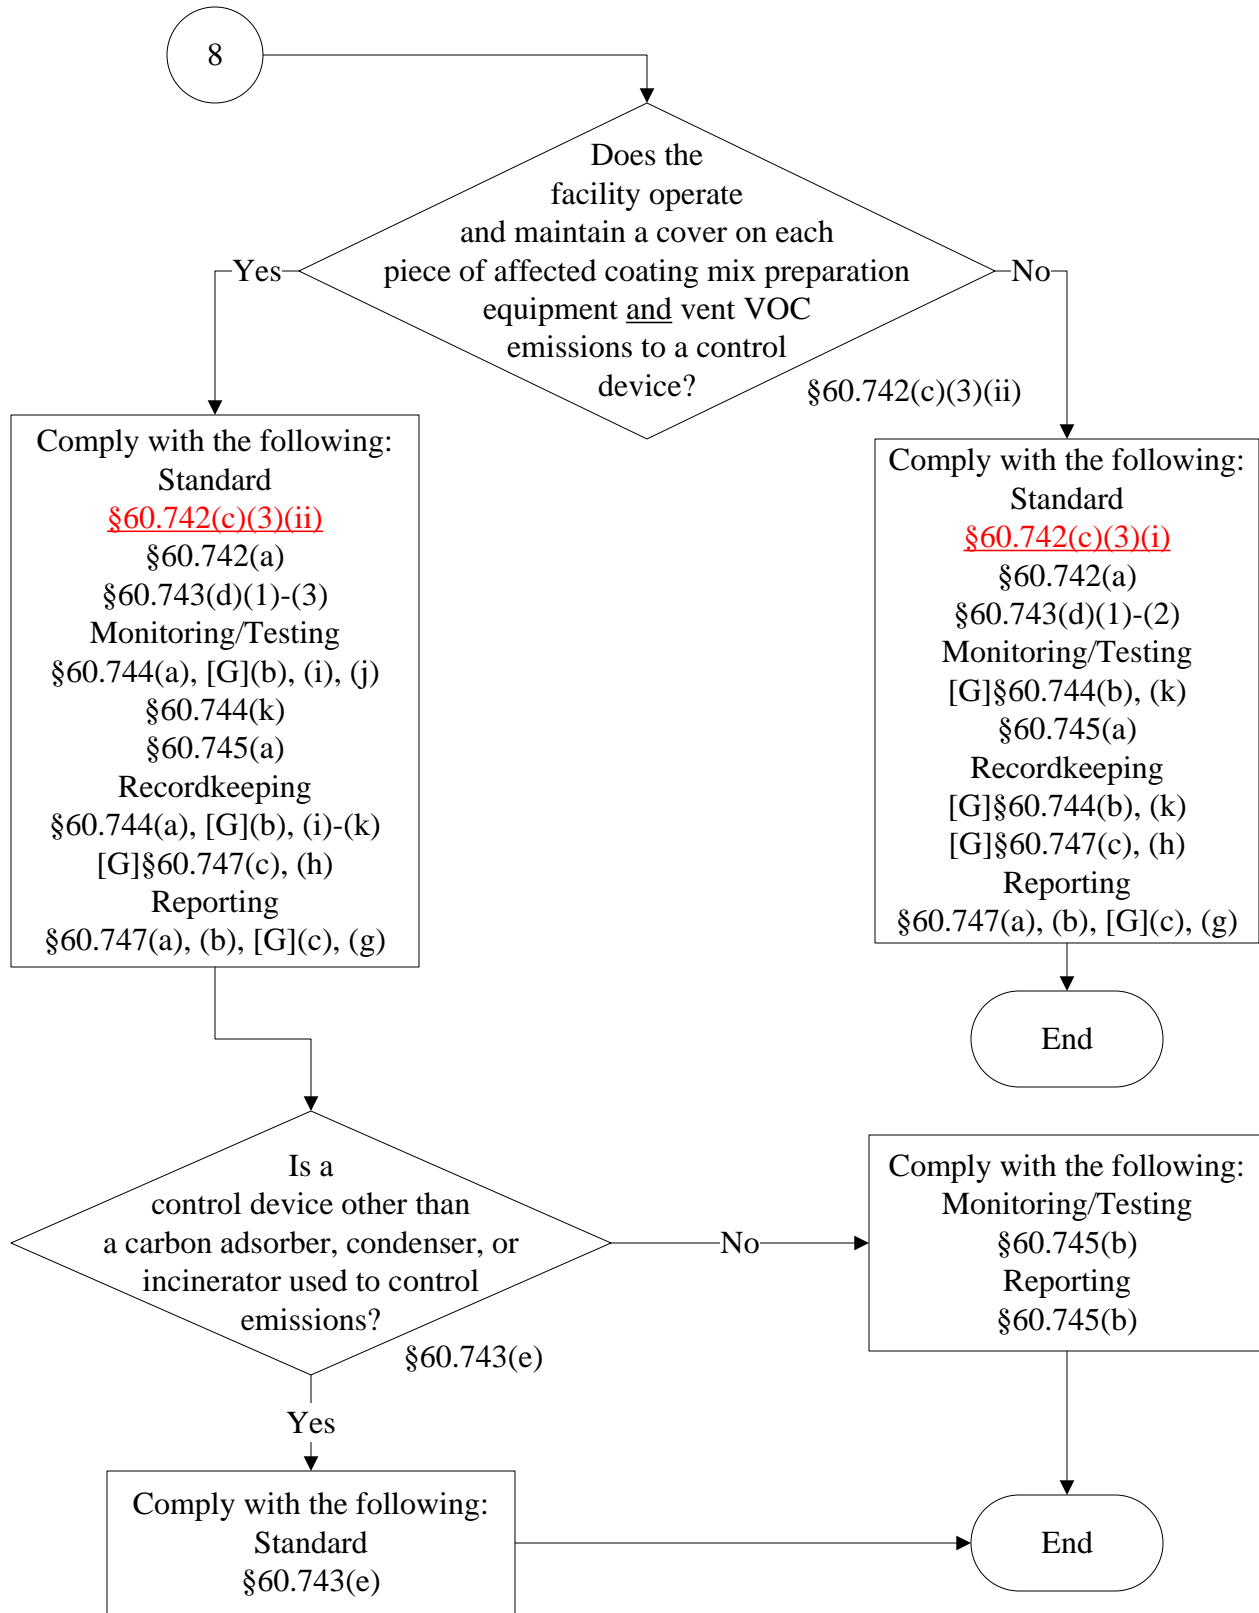 8
Does the
facility operate
and maintain a cover on each
piece of affected coating mix preparation
equipment and vent VOC
emissions to a control
device?
Yes
No
§60.742(c)(3)(ii)
Comply with the following:
Standard
§60.742(c)(3)(ii)
§60.742(a)
§60.743(d)(1)-(3)
Monitoring/Testing
§60.744(a), [G](b), (i), (j)
§60.744(k)
§60.745(a)
Recordkeeping
§60.744(a), [G](b), (i)-(k)
[G]§60.747(c), (h)
Reporting
§60.747(a), (b), [G](c), (g)
Comply with the following:
Standard
§60.742(c)(3)(i)
§60.742(a)
§60.743(d)(1)-(2)
Monitoring/Testing
[G]§60.744(b), (k)
§60.745(a)
Recordkeeping
[G]§60.744(b), (k)
[G]§60.747(c), (h)
Reporting
§60.747(a), (b), [G](c), (g)
End
Is a
control device other than
a carbon adsorber, condenser, or
incinerator used to control
emissions?
§60.743(e)
No
Comply with the following:
Monitoring/Testing
§60.745(b)
Reporting
§60.745(b)
Yes
Comply with the following:
Standard
§60.743(e)
End